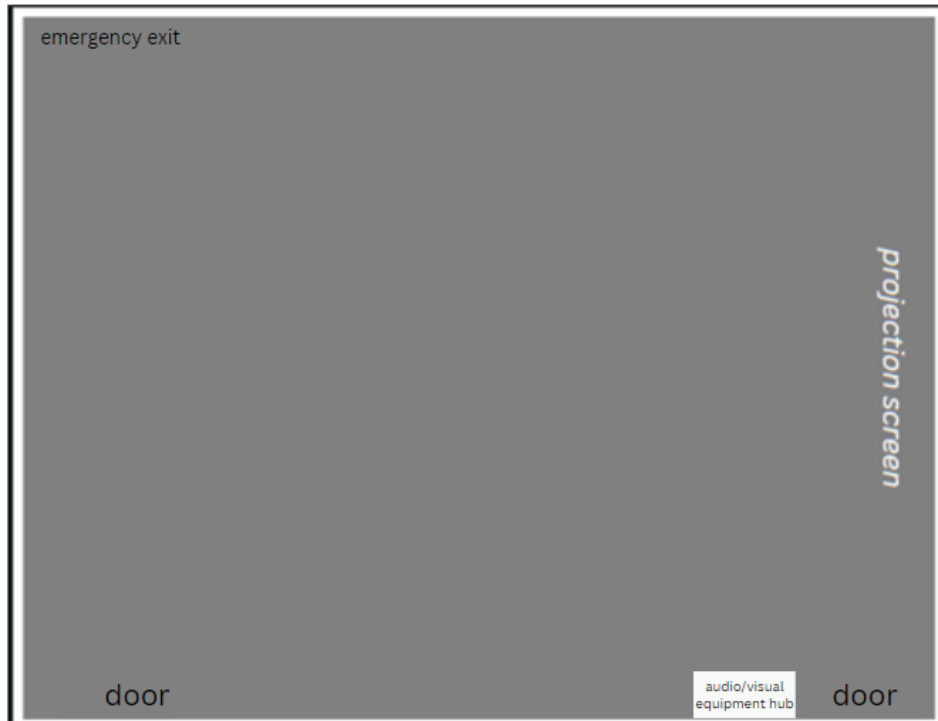 emergency exit
projection screen
door
audio/visual
equipment hub
door